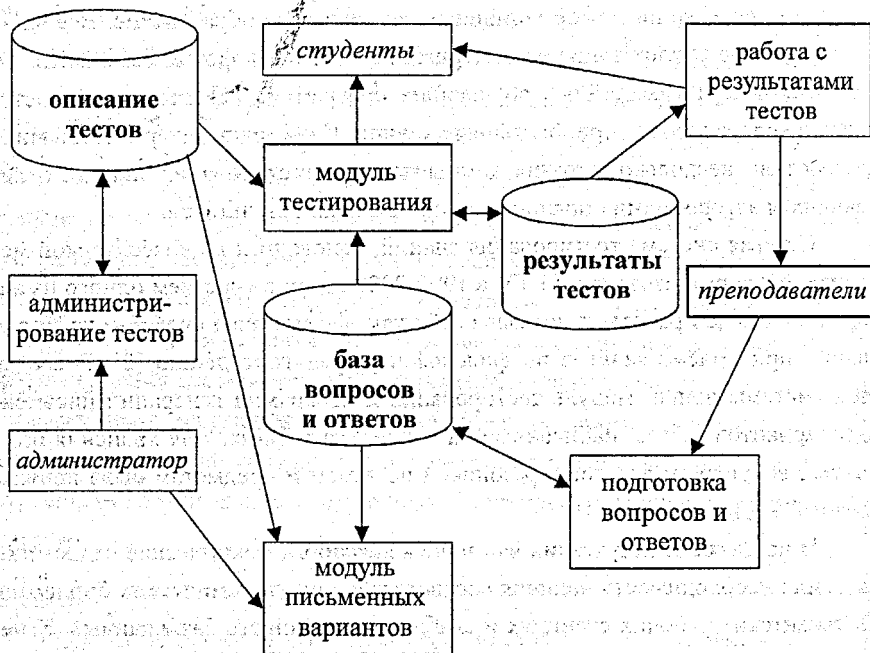 описание
тестов
студенты
работа с
результатами
тестов
модуль
тестирования
результаты
тестов
преподаватели
администри-
рование тестов
база
вопросов
и ответов
администратор
подготовка
вопросов и
ответов
модуль
письменных
вариантов